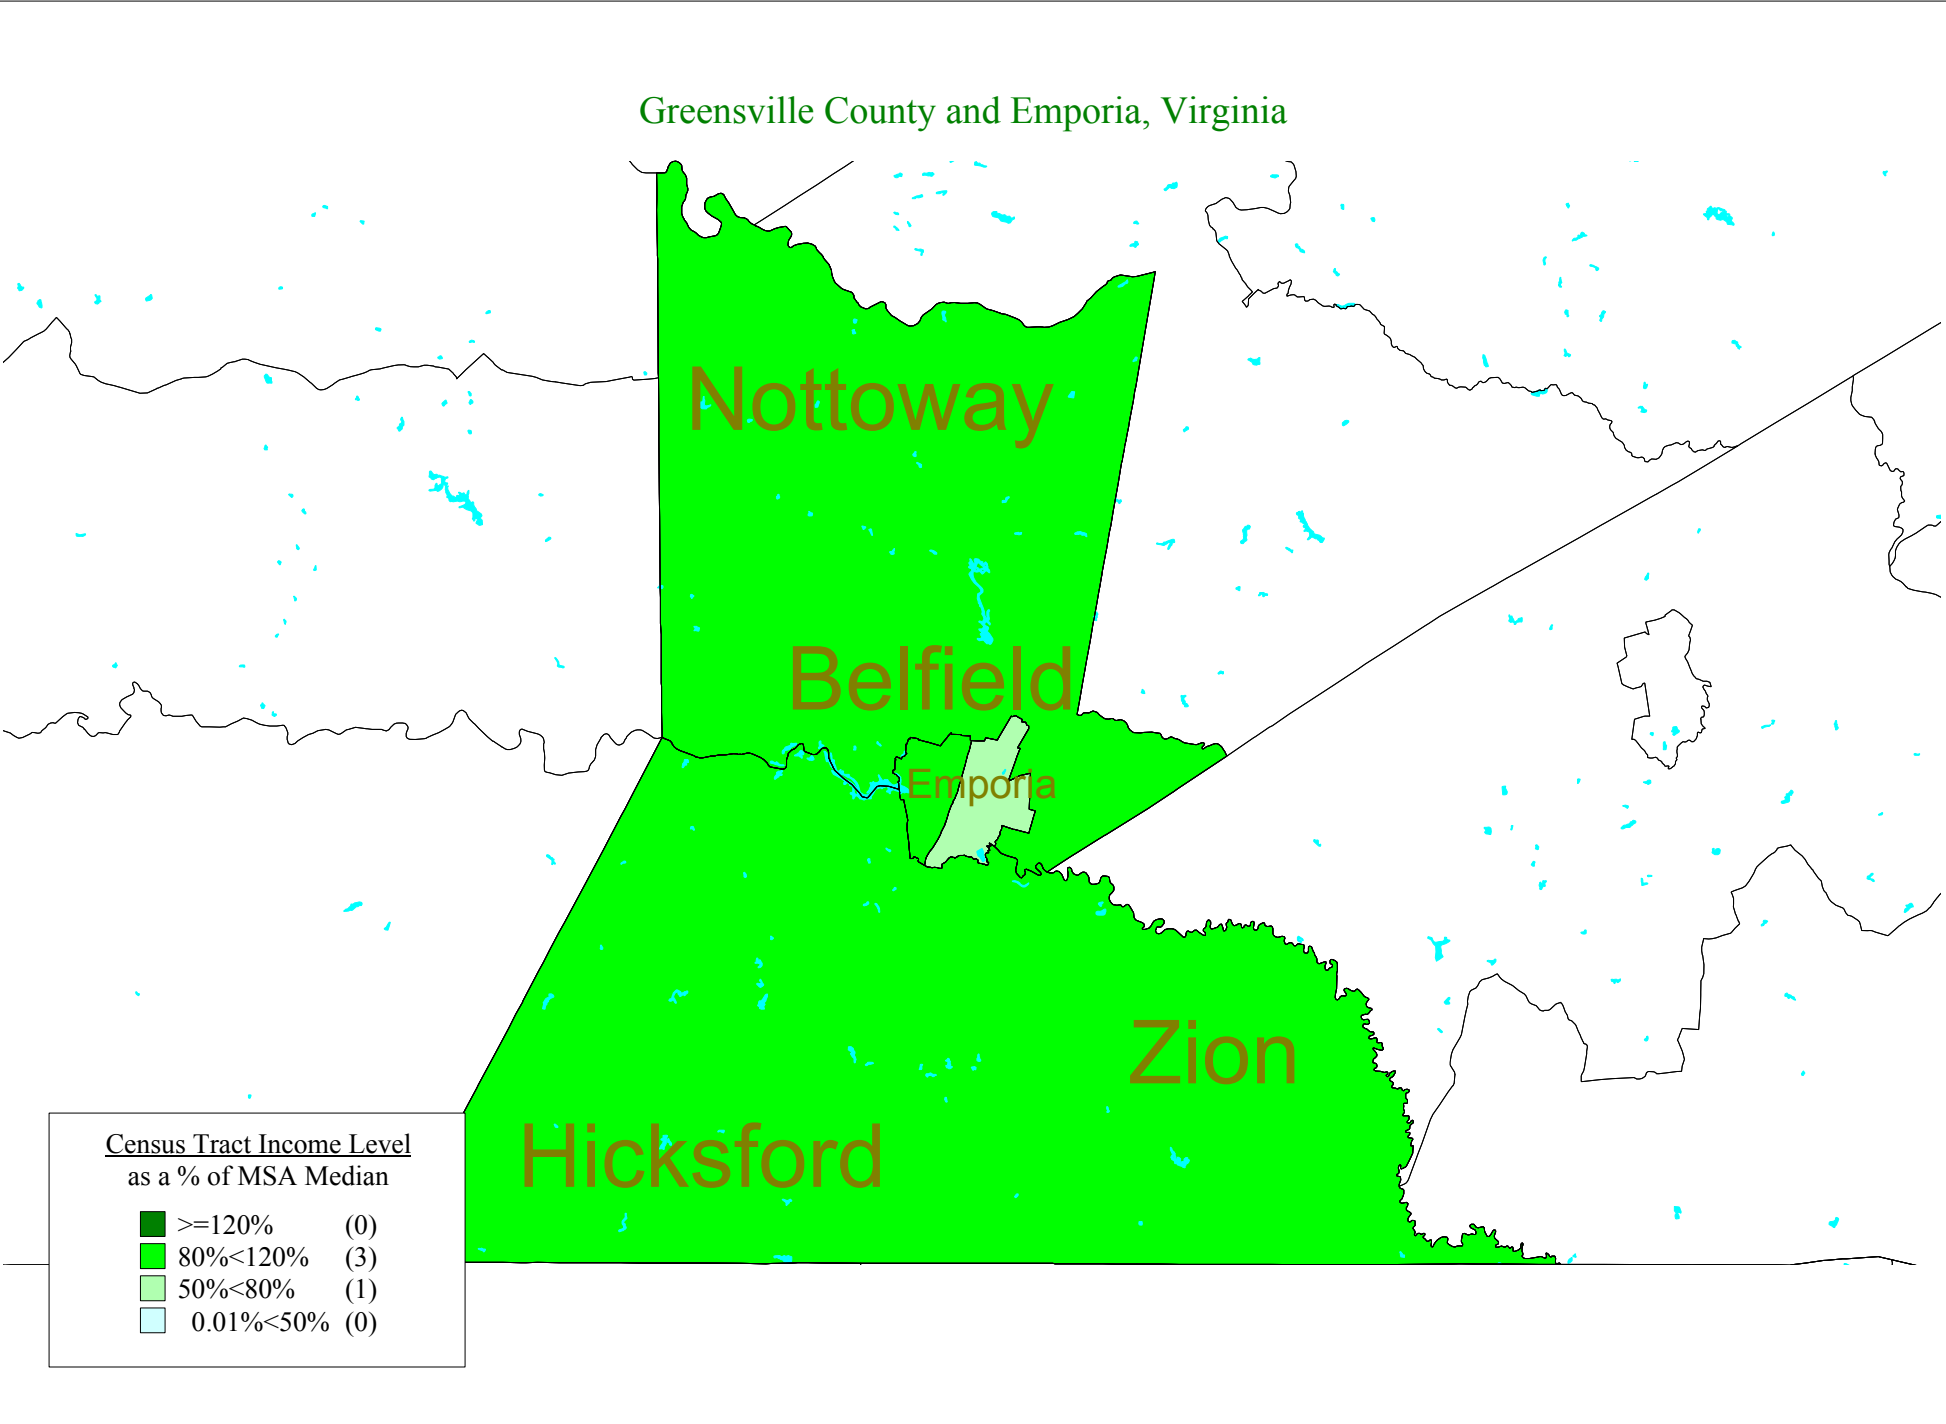 Greensville County and Emporia, Virginia
Nottoway
Belfield
Emporia
Zion
Hicksford
Census Tract Income Level
as a % of MSA Median
>=120% (0)
80%<120% (3)
50%<80% (1)
0.01%<50% (0)